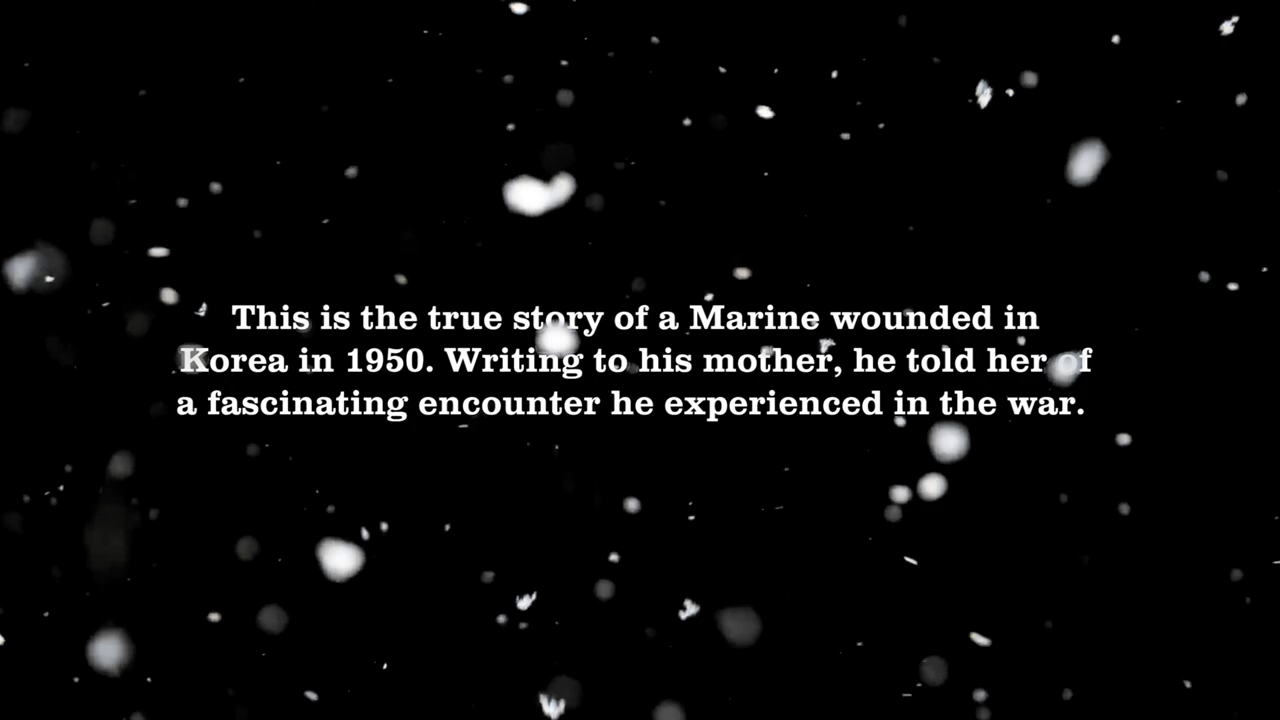 This is the true story of a Marine wounded in
Korea in 1950. Writing to his mother, he told her of
a fascinating encounter he experienced in the war.